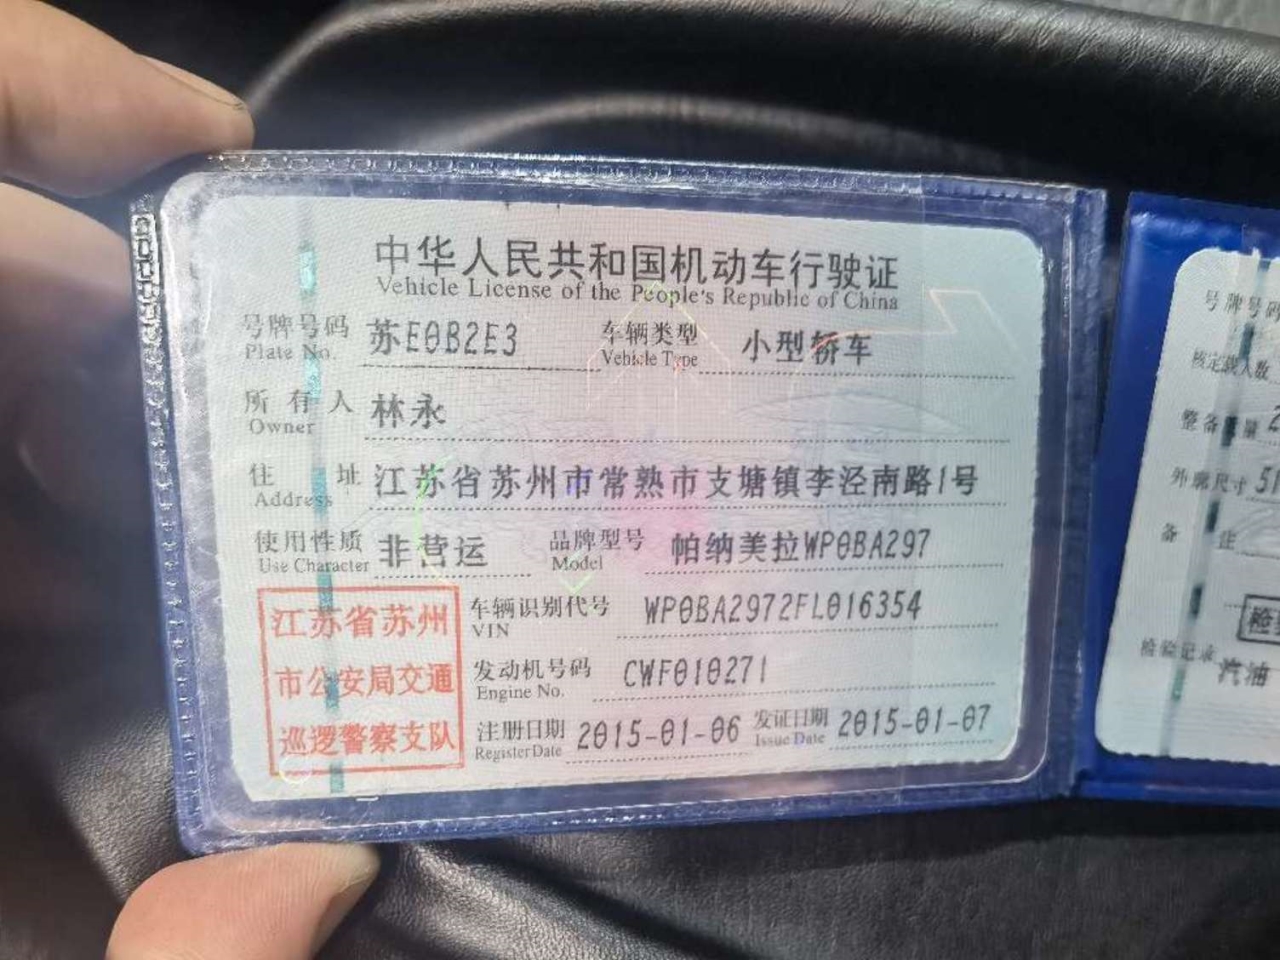 中华人民共和国机动车行驶证
Vehicle License of the People's Republic of China
号牌号码 苏E0B2E3 车辆类型 小型轿车
Plate No. Vehicle Type
所有人 林永
Owner
住址 江苏省苏州市常熟市支塘镇李泾南路1号
Address
使用性质 非营运 品牌型号 帕纳美拉WP0BA297
Use Character Model
江苏省苏州
市公安局交通
巡逻警察支队
车辆识别代号 WP0BA2972FL016354
VIN
发动机号码 CWF010271
Engine No.
注册日期 2015-01-06 发证日期 2015-01-07
Register Date Issue Date
号牌号码
核定载人数
整备质量 2
外廓尺寸 51
备注
检验记录 汽油